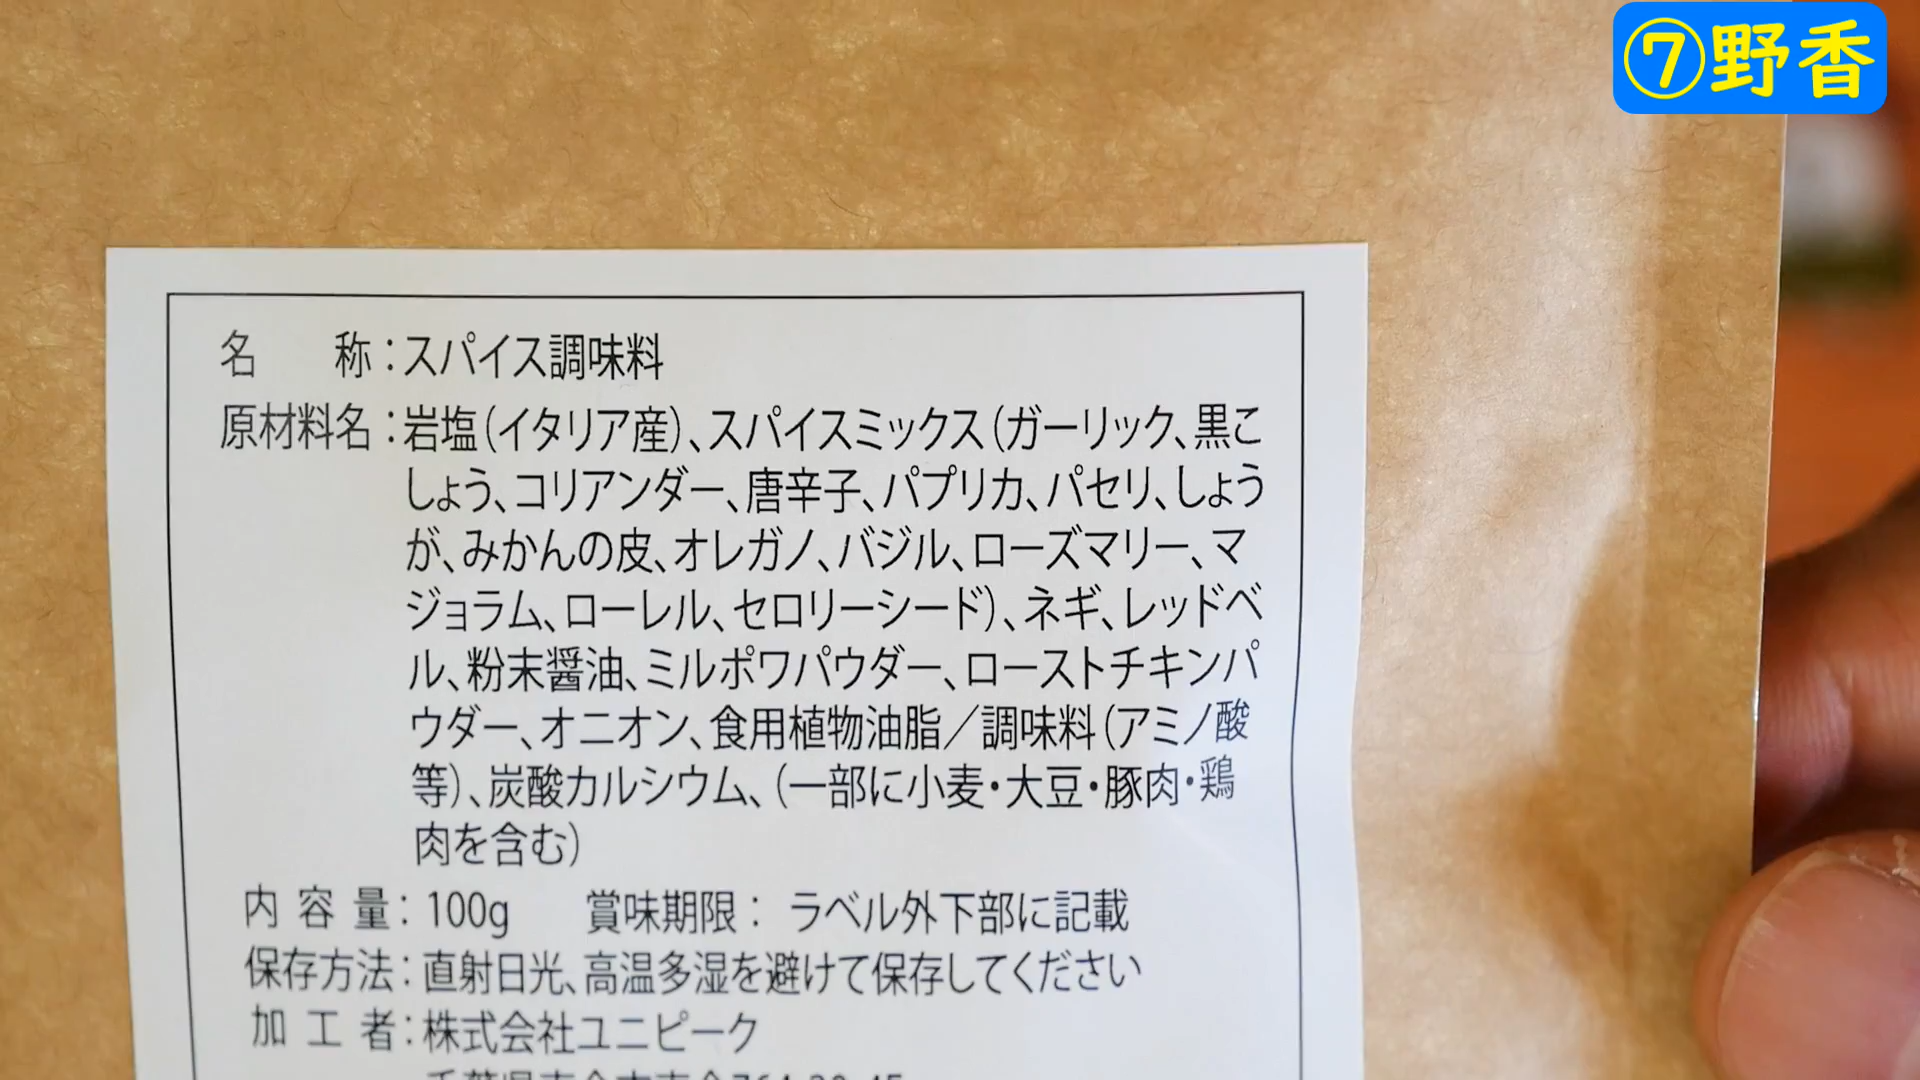 ⑦野香
名 称：スパイス調味料
原材料名：岩塩（イタリア産）、スパイスミックス（ガーリック、黒こ
しょう、コリアンダー、唐辛子、パプリカ、パセリ、しょう
が、みかんの皮、オレガノ、バジル、ローズマリー、マ
ジョラム、ローレル、セロリーシード）、ネギ、レッドベ
ル、粉末醤油、ミルポワパウダー、ローストチキンパ
ウダー、オニオン、食用植物油脂／調味料（アミノ酸
等）、炭酸カルシウム、（一部に小麦・大豆・豚肉・鶏
肉を含む）
内容量：100g 賞味期限：ラベル外下部に記載
保存方法：直射日光、高温多湿を避けて保存してください
加工者：株式会社ユニピーク